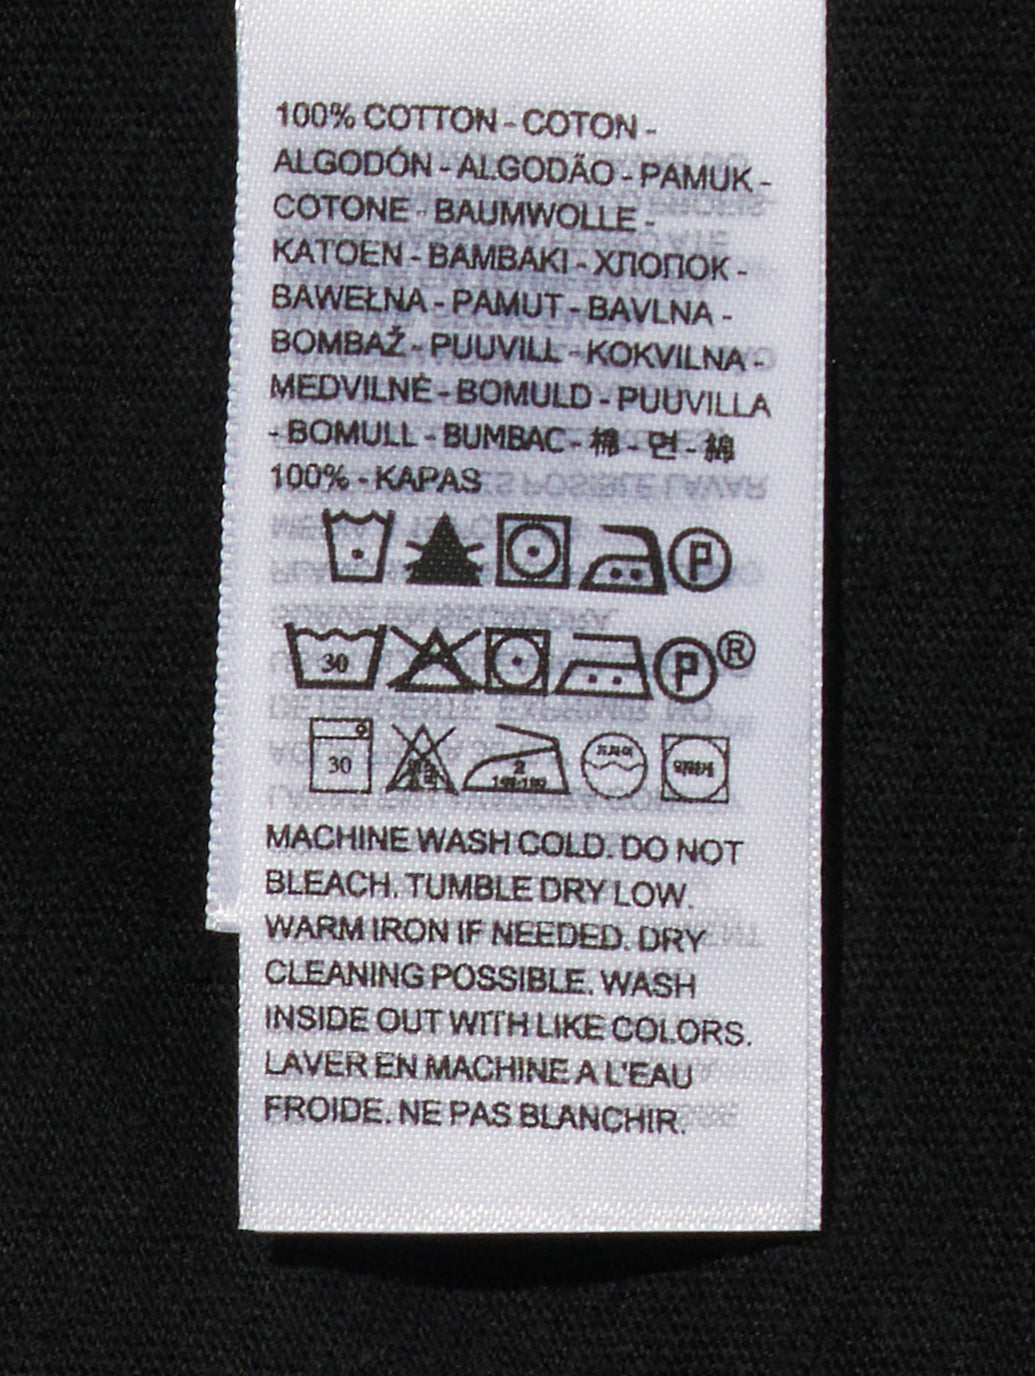 100% COTTON - COTON -
ALGODÓN - ALGODÃO - PAMUK -
COTONE - BAUMWOLLE -
KATOEN - BAMBAKI - ХЛОПОК -
BAWEŁNA - PAMUT - BAVLNA -
BOMBAŽ - PUUVILL - KOKVILNA -
MEDVILNĖ - BOMULD - PUUVILLA
- BOMULL - BUMBAC - 棉 - 면 - 綿
100% - KAPAS
P
30 P ®
30
MACHINE WASH COLD. DO NOT
BLEACH. TUMBLE DRY LOW.
WARM IRON IF NEEDED. DRY
CLEANING POSSIBLE. WASH
INSIDE OUT WITH LIKE COLORS.
LAVER EN MACHINE A L'EAU
FROIDE. NE PAS BLANCHIR.